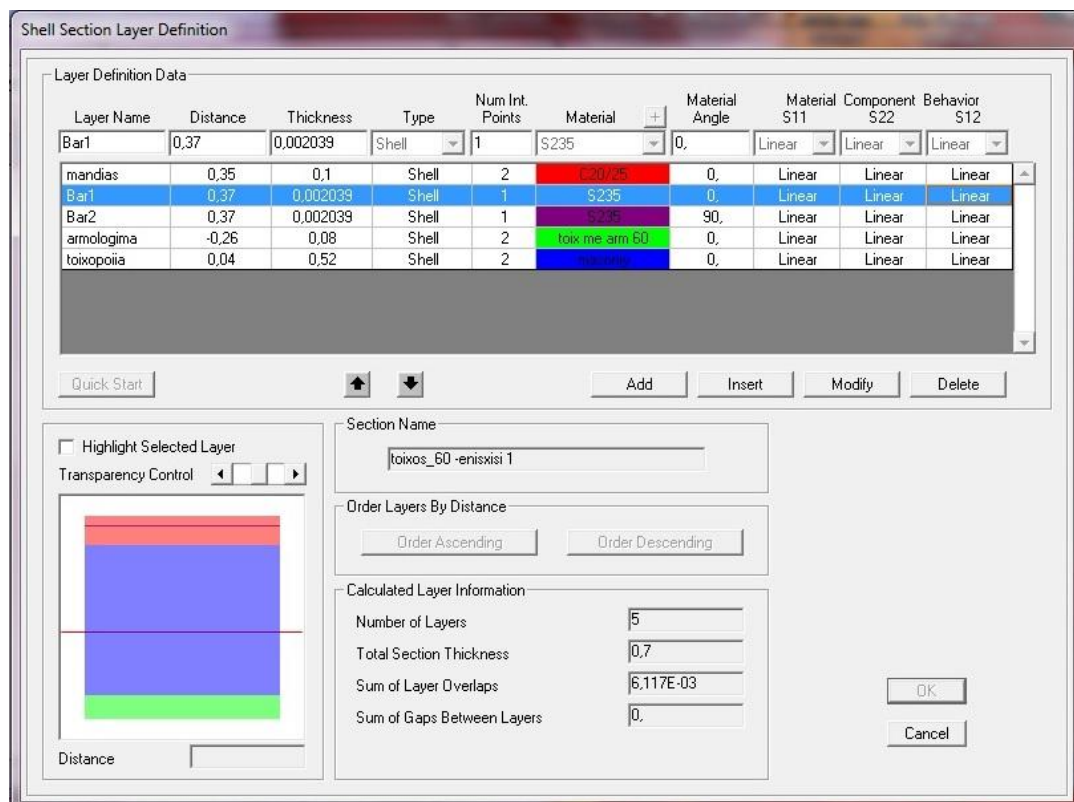 Shell Section Layer Definition
Layer Definition Data
Layer Name Distance Thickness Type Num Int. Points Material + Material Angle Material Component Behavior S11 S22 S12
Bar1 0,37 0,002039 Shell 1 S235 0, Linear Linear Linear
mandias 0,35 0,1 Shell 2 C20/25 0, Linear Linear Linear
Bar1 0,37 0,002039 Shell 1 S235 0, Linear Linear Linear
Bar2 0,37 0,002039 Shell 1 S235 90, Linear Linear Linear
armologima -0,26 0,08 Shell 2 toix me arm 60 0, Linear Linear Linear
toixopoiia 0,04 0,52 Shell 2 0, Linear Linear Linear
Quick Start Add Insert Modify Delete
Highlight Selected Layer
Transparency Control
Distance
Section Name
toixos_60 -enisxisi 1
Order Layers By Distance
Order Ascending Order Descending
Calculated Layer Information
Number of Layers 5
Total Section Thickness 0,7
Sum of Layer Overlaps 6,117E-03
Sum of Gaps Between Layers 0,
OK
Cancel